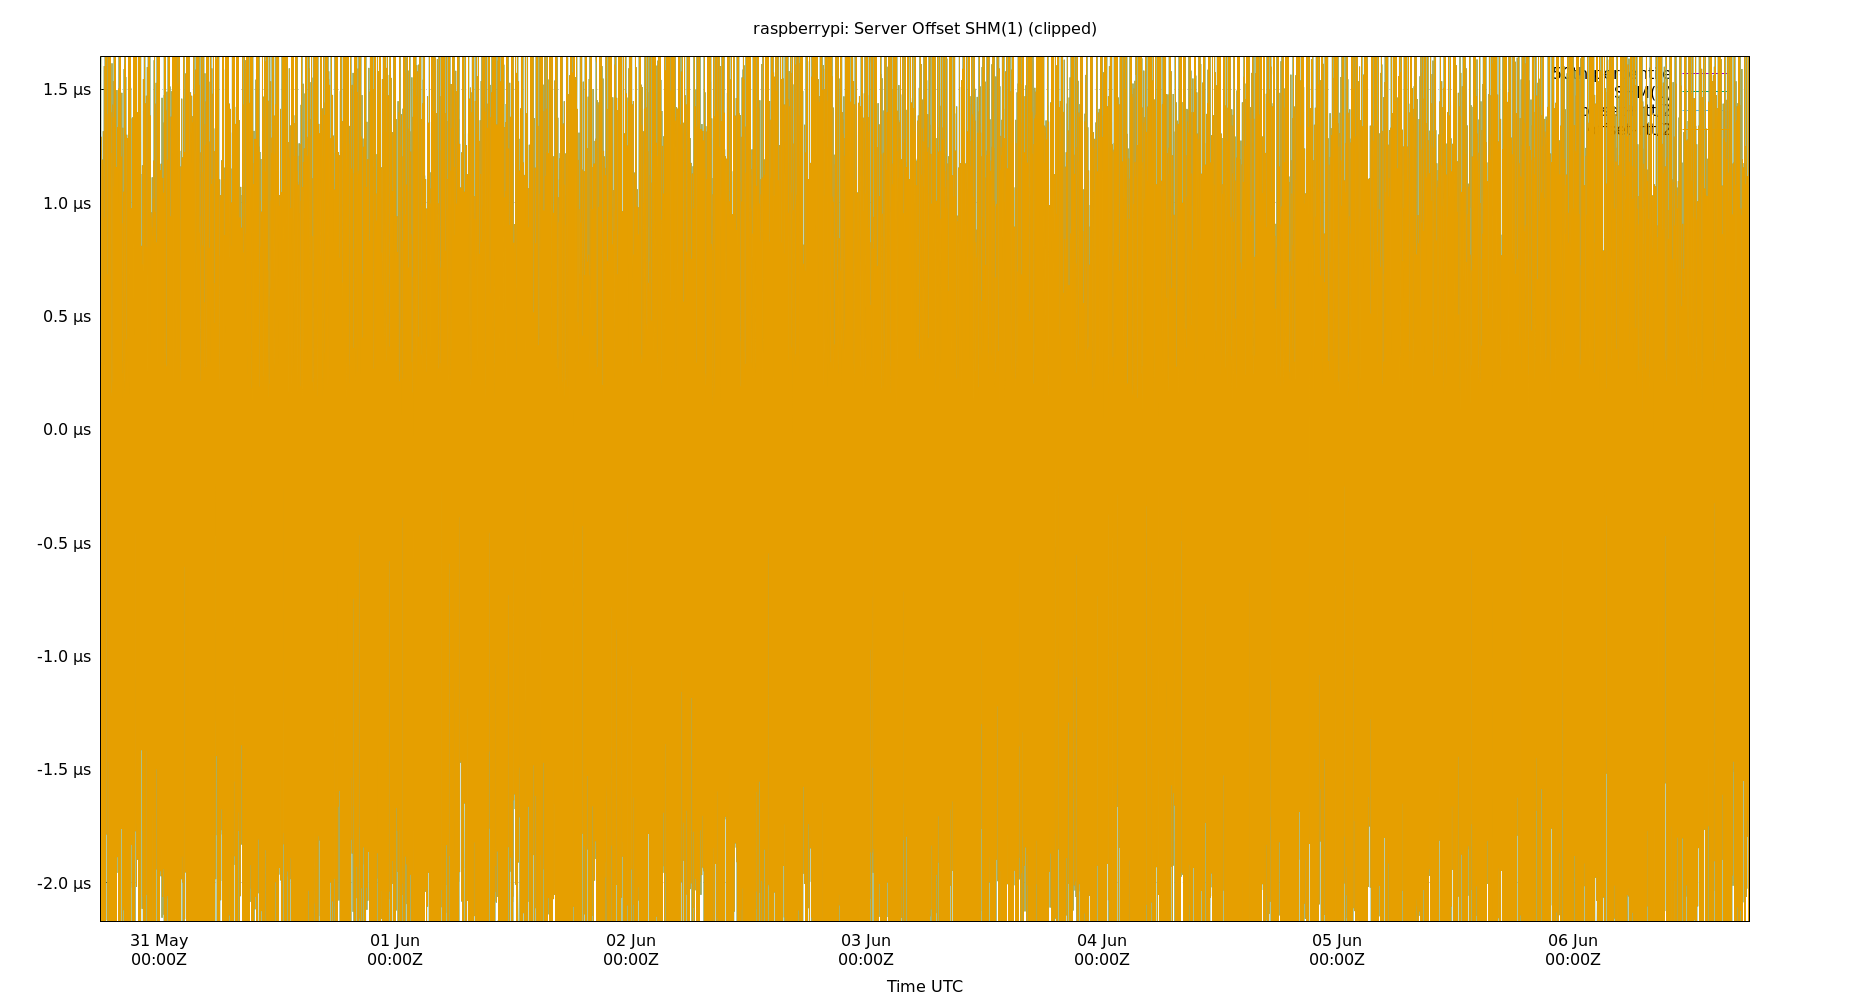 raspberrypi: Server Offset SHM(1) (clipped)
1.5 µs
1.0 µs
0.5 µs
0.0 µs
-0.5 µs
-1.0 µs
-1.5 µs
-2.0 µs
31 May
00:00Z
01 Jun
00:00Z
02 Jun
00:00Z
03 Jun
00:00Z
04 Jun
00:00Z
05 Jun
00:00Z
06 Jun
00:00Z
Time UTC